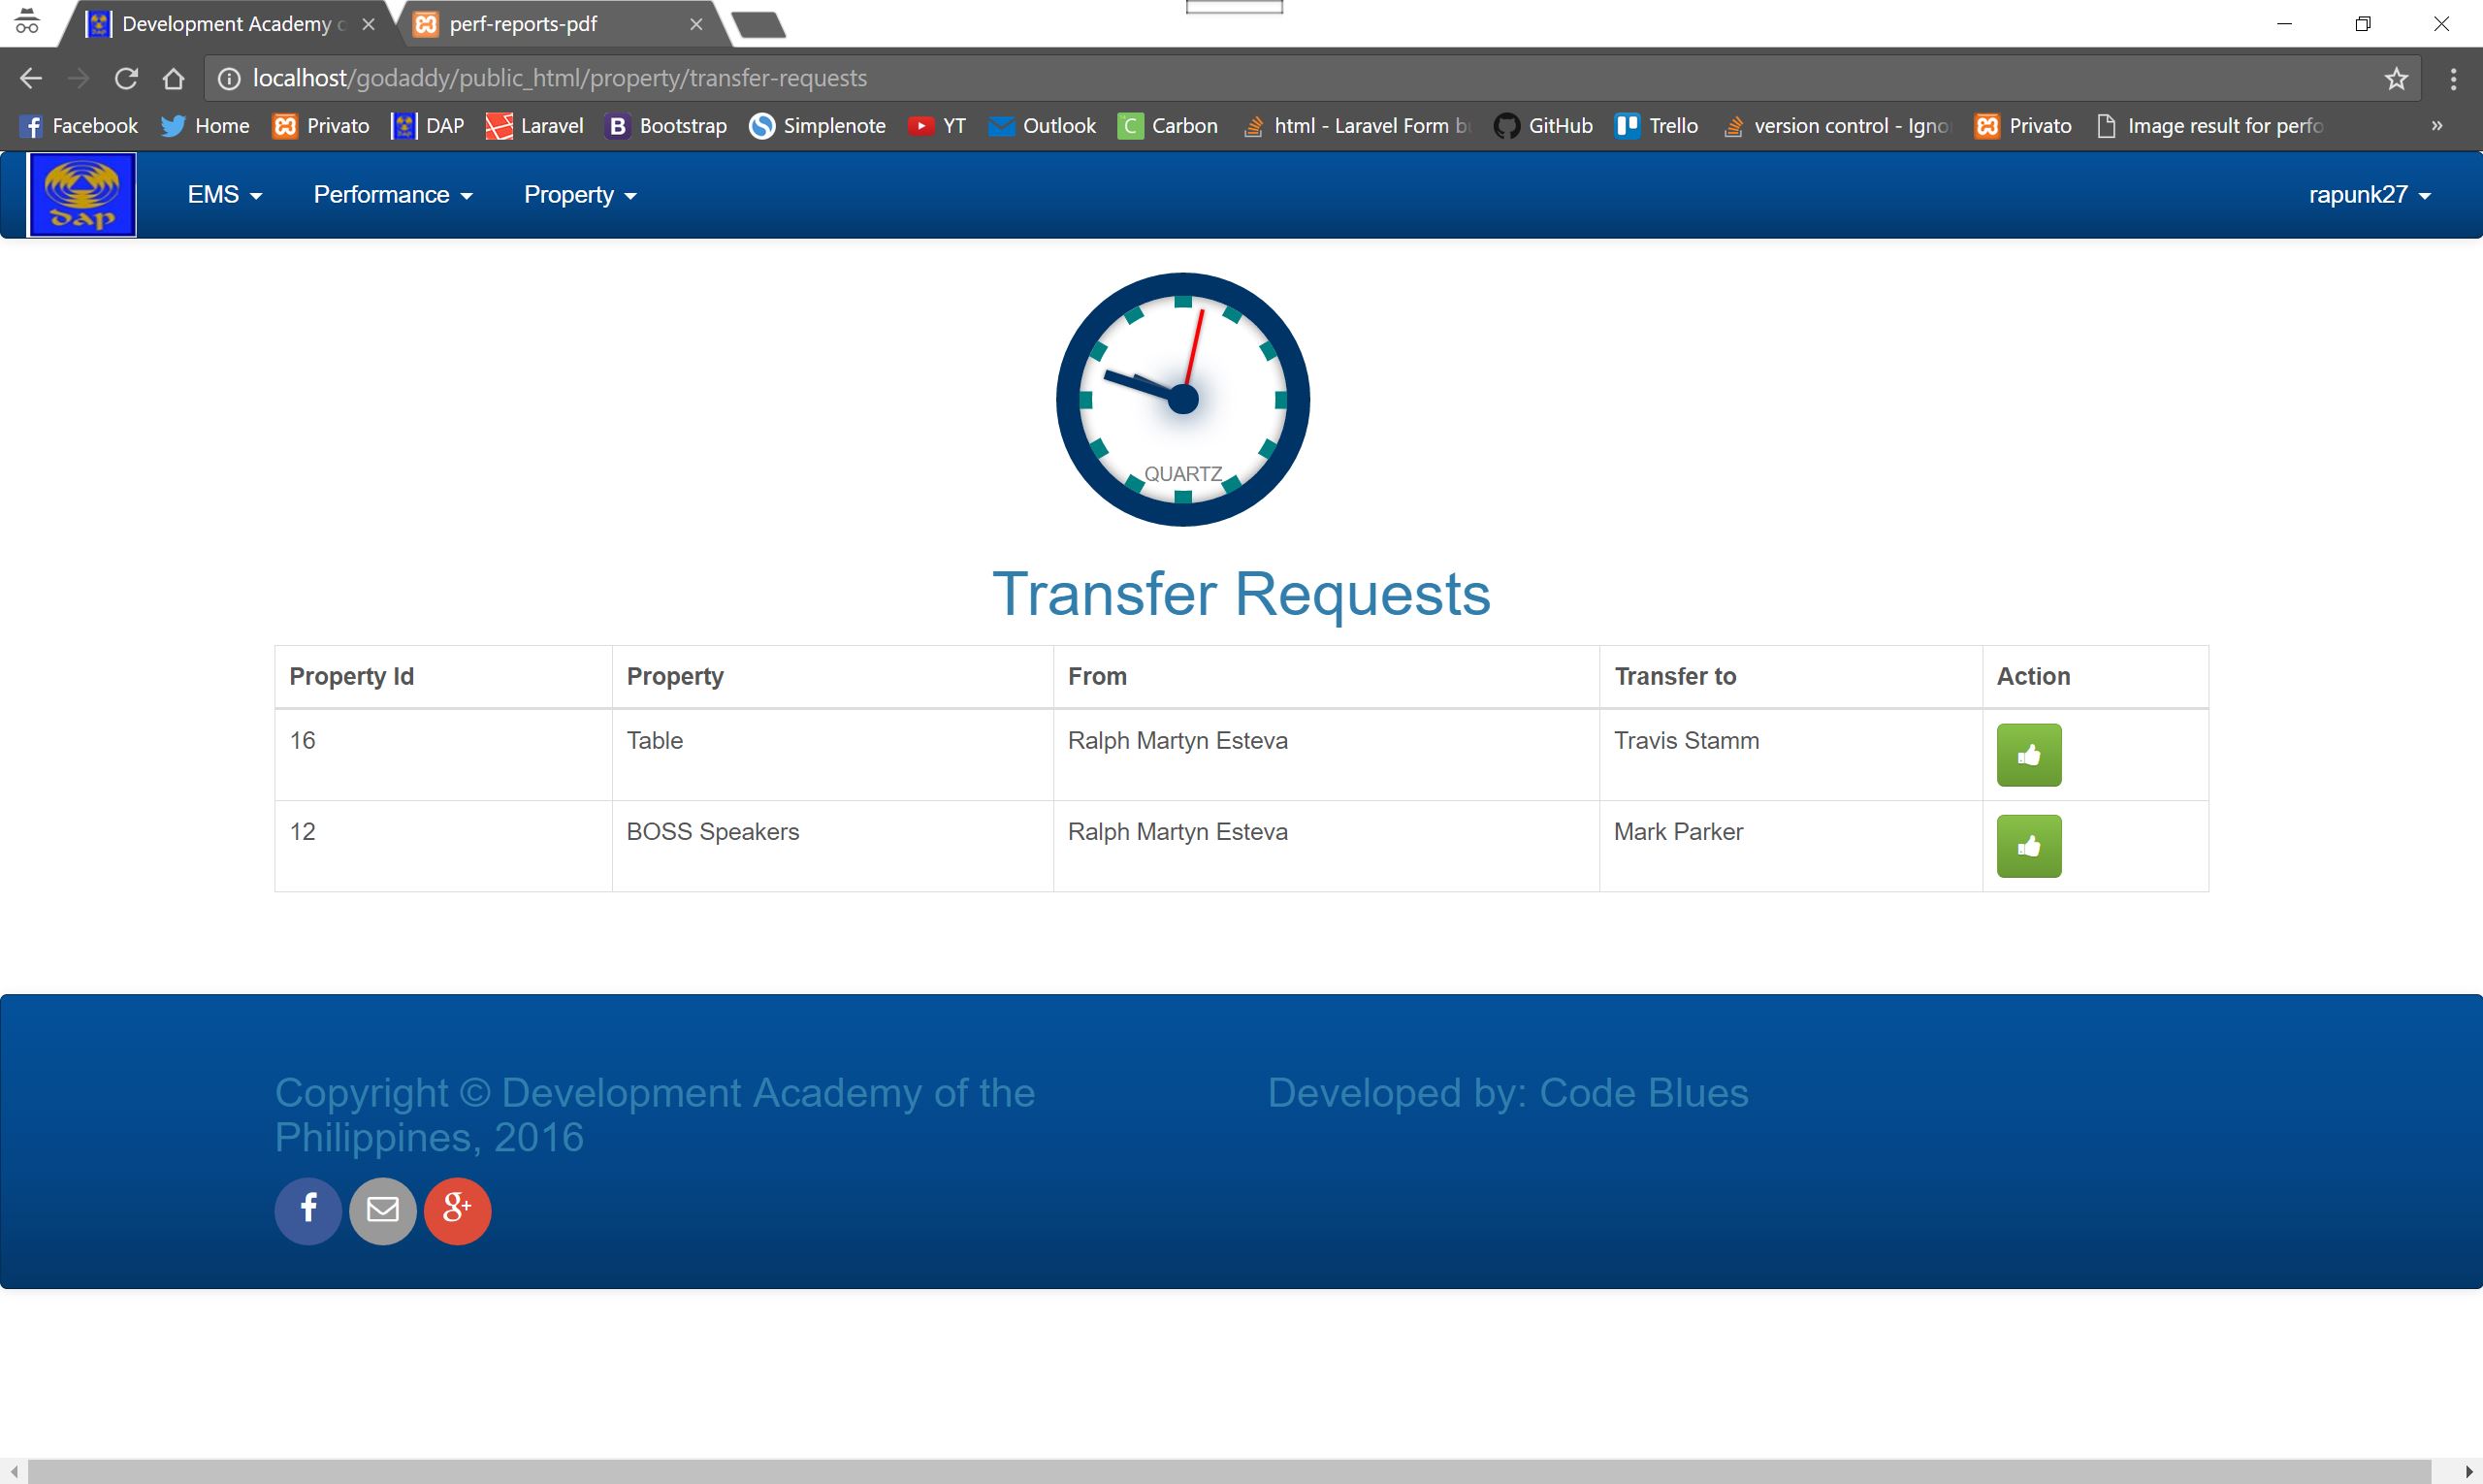 Development Academy
perf-reports-pdf
localhost/godaddy/public_html/property/transfer-requests
Facebook Home Privato DAP Laravel Bootstrap Simplenote YT Outlook Carbon html - Laravel Form GitHub Trello version control - Privato Image result for
dap EMS Performance Property rapunk27
QUARTZ
Transfer Requests
Property Id Property From Transfer to Action
16 Table Ralph Martyn Esteva Travis Stamm
12 BOSS Speakers Ralph Martyn Esteva Mark Parker
Copyright © Development Academy of the
Philippines, 2016
Developed by: Code Blues